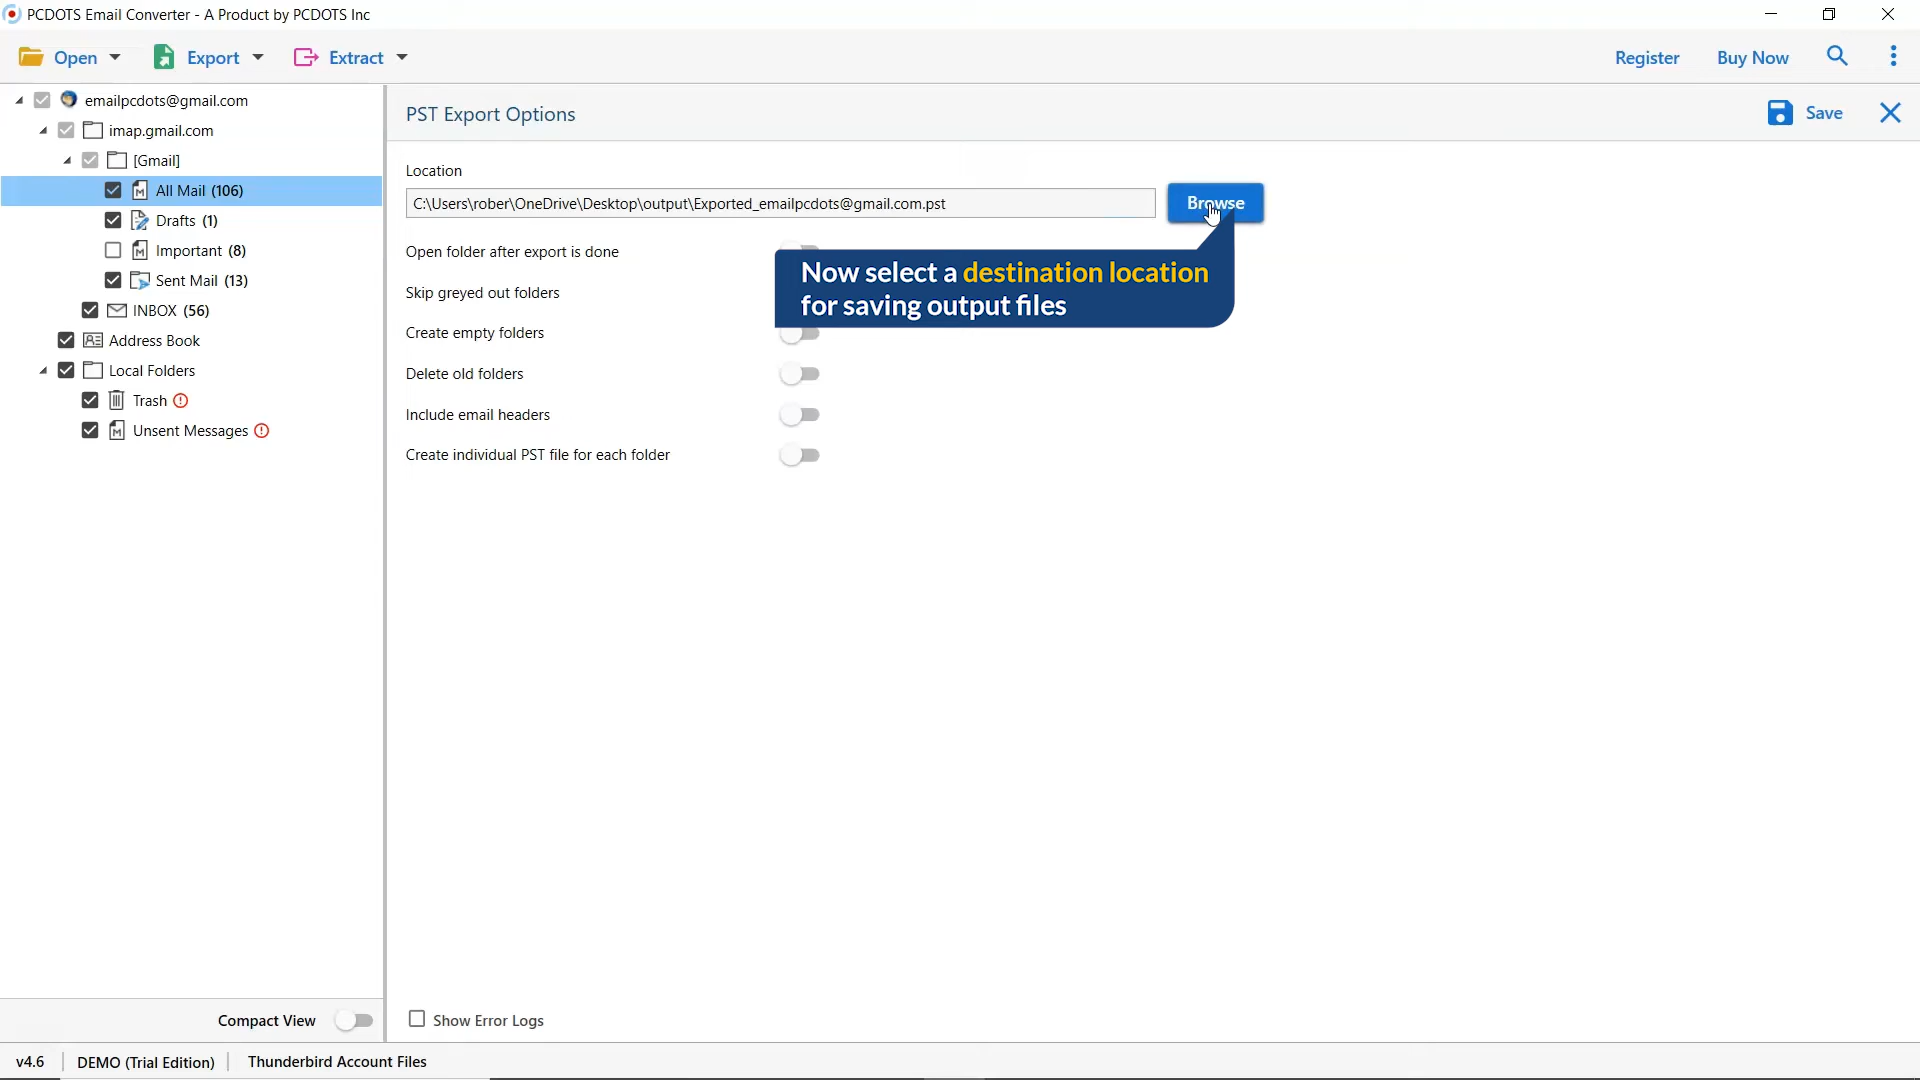 PCDOTS Email Converter - A Product by PCDOTS Inc
Open Export Extract Register Buy Now
emailpcdots@gmail.com
imap.gmail.com
[Gmail]
All Mail (106)
Drafts (1)
Important (8)
Sent Mail (13)
INBOX (56)
Address Book
Local Folders
Trash
Unsent Messages
PST Export Options Save
Location
C:\Users\rober\OneDrive\Desktop\output\Exported_emailpcdots@gmail.com.pst Browse
Open folder after export is done
Now select a destination location
for saving output files
Skip greyed out folders
Create empty folders
Delete old folders
Include email headers
Create individual PST file for each folder
Compact View
Show Error Logs
v4.6 DEMO (Trial Edition) Thunderbird Account Files